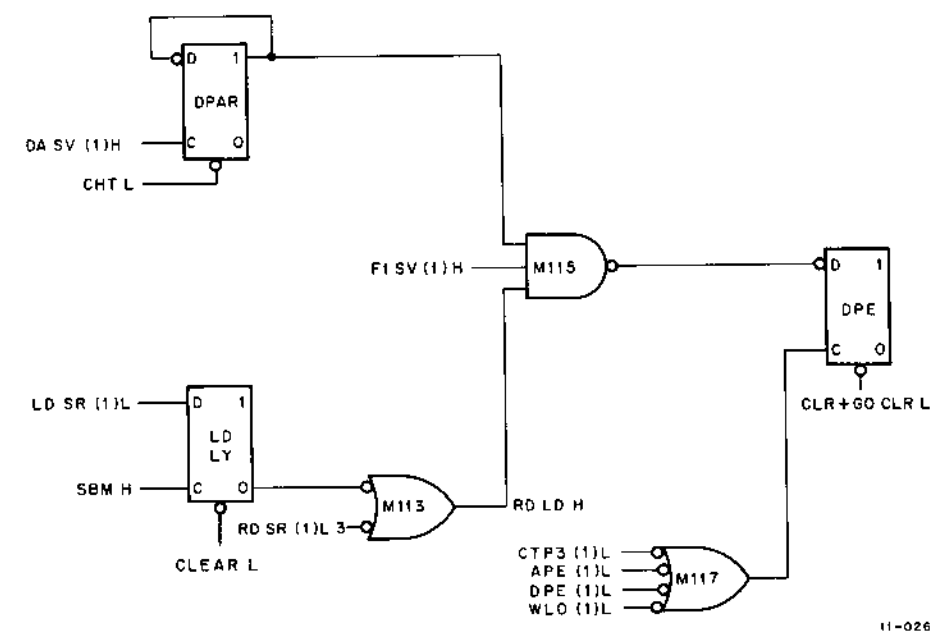 D 1
DPAR
DA SV (1)H
C 0
CHT L
F1 SV (1) H
M115
D 1
DPE
C 0
CLR+GO CLR L
LD SR (1)L
D 1
LD
LY
SBM H
C 0
M113
RD LD H
RD SR (1)L 3
CLEAR L
CTP3 (1)L
APE (1)L
DPE (1)L
WLO (1)L
M117
11-026